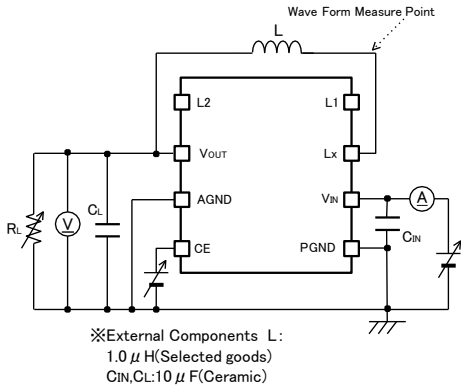 Wave Form Measure Point
L
L2
L1
VOUT
Lx
AGND
VIN
CE
PGND
RL
V
CL
CIN
A
※External Components L:
1.0μH(Selected goods)
CIN,CL:10μF(Ceramic)